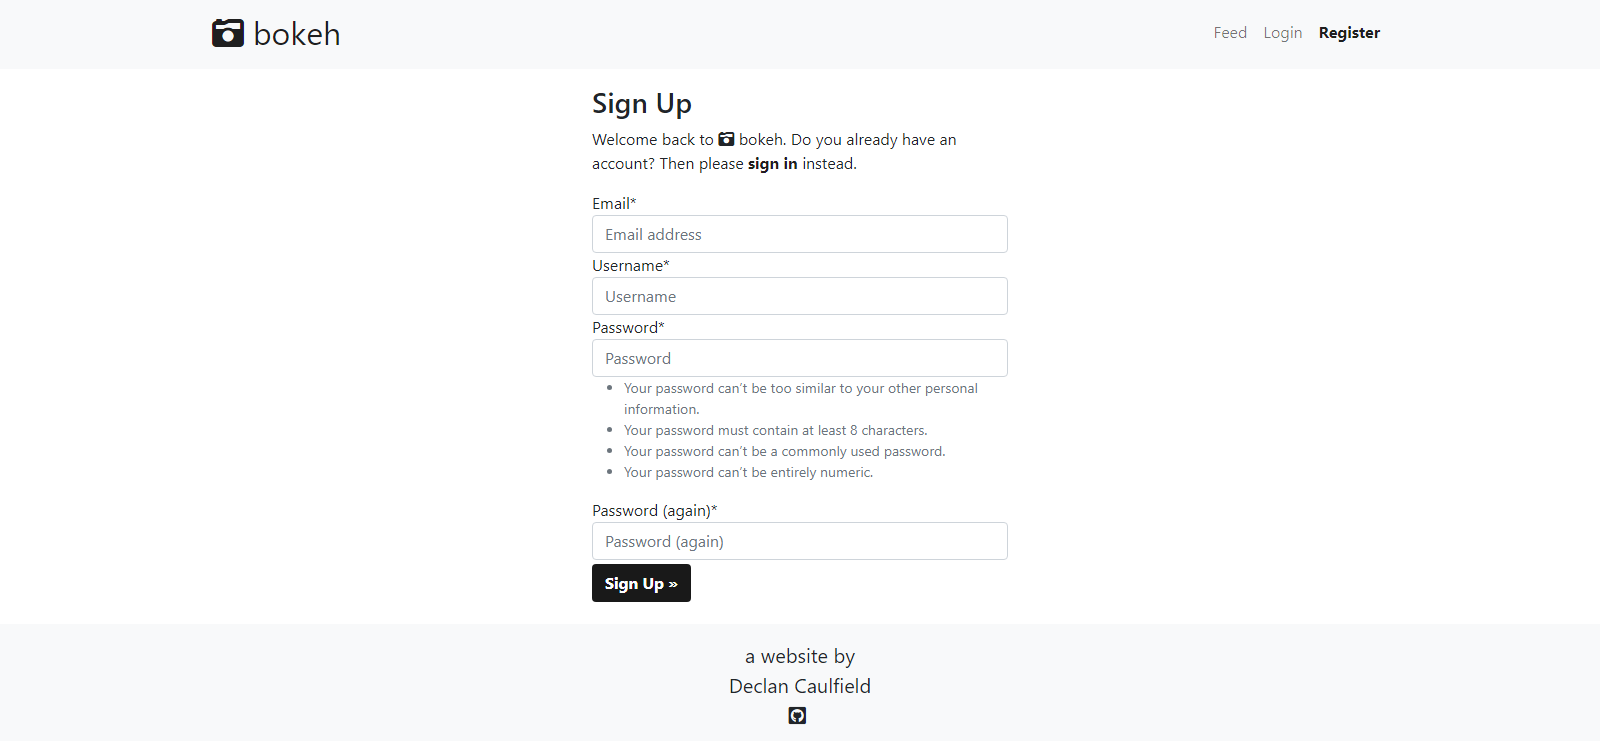 bokeh
Feed Login Register
Sign Up
Welcome back to bokeh. Do you already have an
account? Then please sign in instead.
Email*
Email address
Username*
Username
Password*
Password
Your password can’t be too similar to your other personal
information.
Your password must contain at least 8 characters.
Your password can’t be a commonly used password.
Your password can’t be entirely numeric.
Password (again)*
Password (again)
Sign Up »
a website by
Declan Caulfield